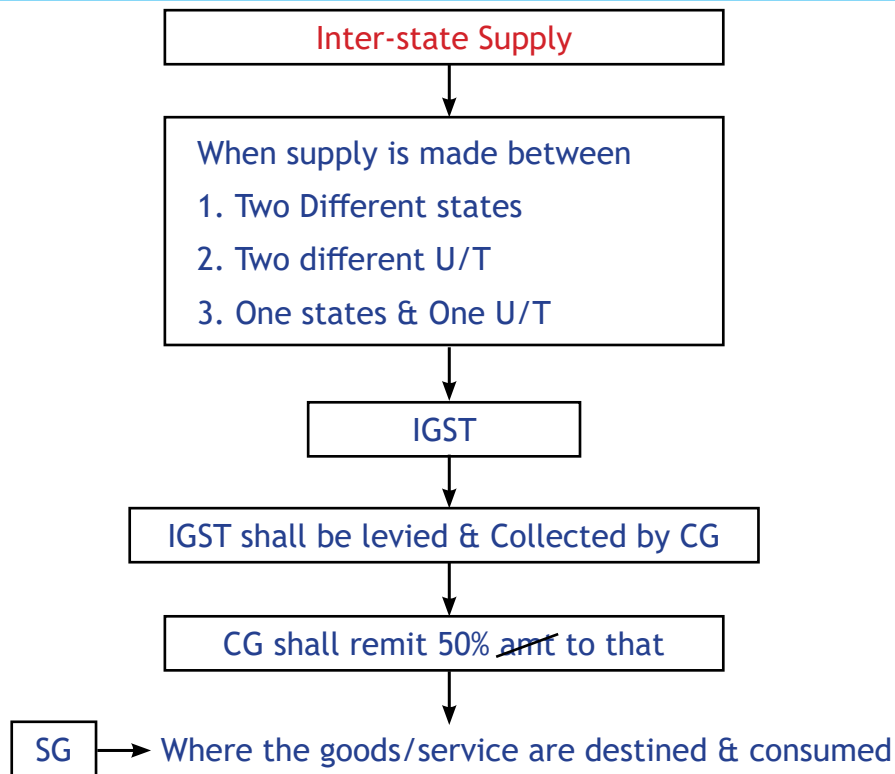 Inter-state Supply
When supply is made between
1. Two Different states
2. Two different U/T
3. One states & One U/T
IGST
IGST shall be levied & Collected by CG
CG shall remit 50% amt to that
SG Where the goods/service are destined & consumed